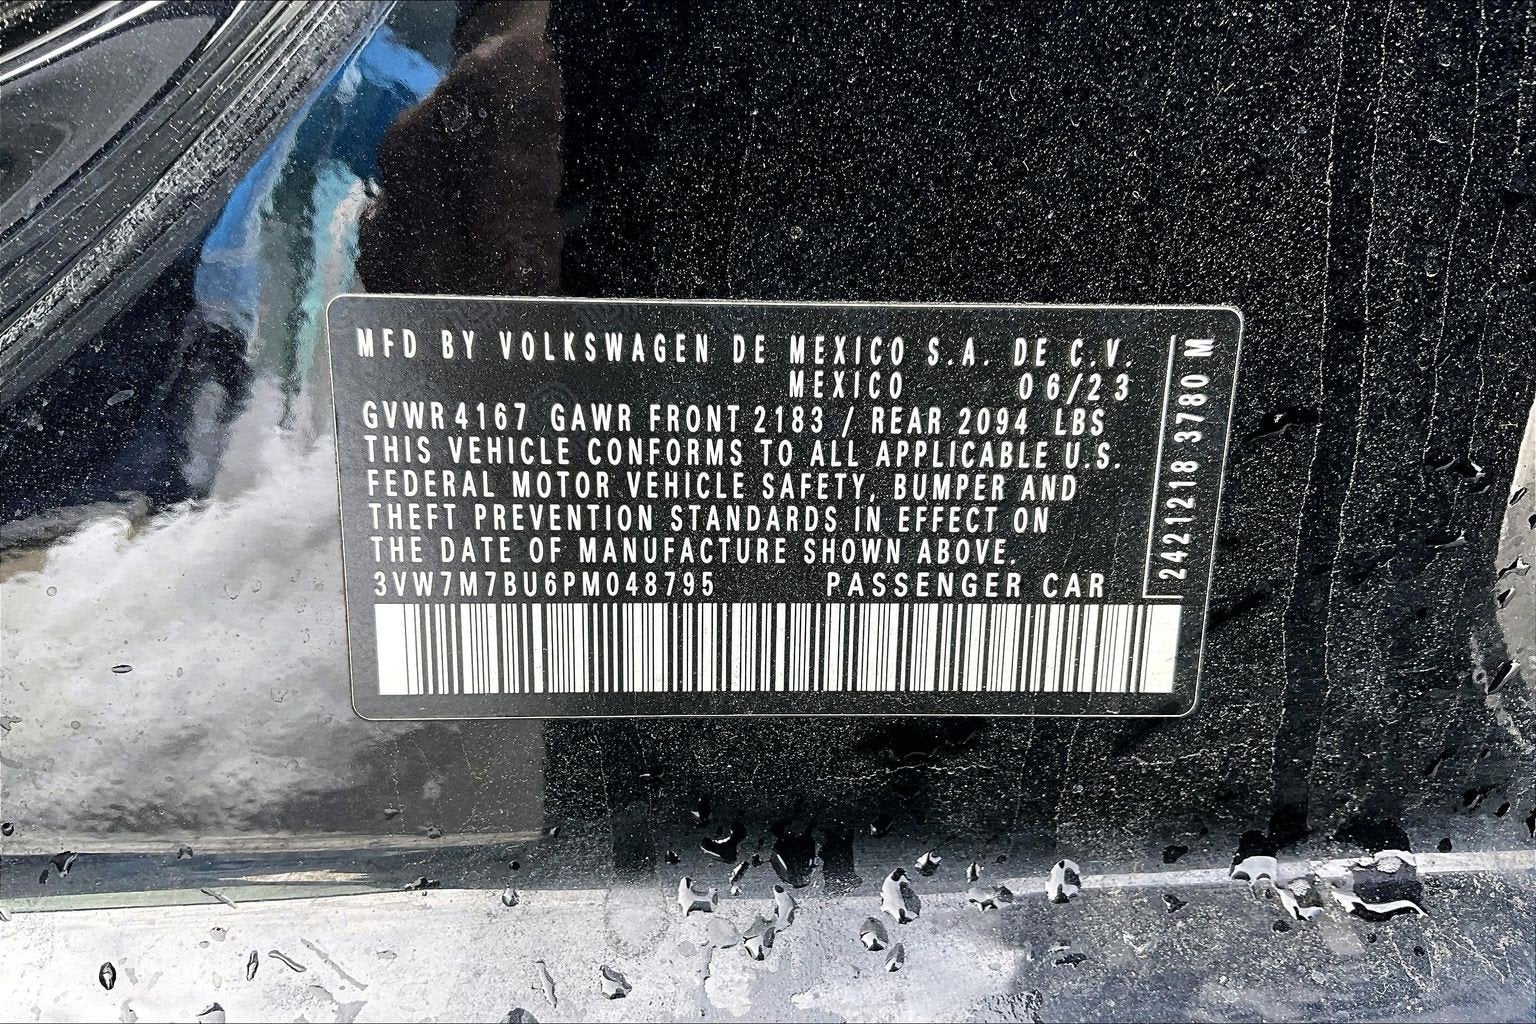 MFD BY VOLKSWAGEN DE MEXICO S.A. DE C.V.
MEXICO 06/23
GVWR 4167 GAWR FRONT 2183 / REAR 2094 LBS
THIS VEHICLE CONFORMS TO ALL APPLICABLE U.S.
FEDERAL MOTOR VEHICLE SAFETY, BUMPER AND
THEFT PREVENTION STANDARDS IN EFFECT ON
THE DATE OF MANUFACTURE SHOWN ABOVE.
3VW7M7BU6PM048795 PASSENGER CAR
2421218 3780 M